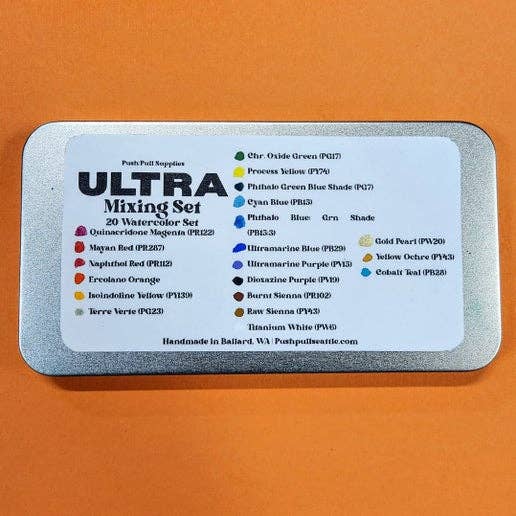 Push/Pull Supplies
ULTRA
Mixing Set
20 Watercolor Set
Quinacridone Magenta (PR122)
Mayan Red (PR287)
Naphthol Red (PR112)
Ercolano Orange
Isoindoline Yellow (PY139)
Terre Verte (PG23)
Chr. Oxide Green (PG17)
Process Yellow (PY74)
Phthalo Green Blue Shade (PG7)
Cyan Blue (PB15)
Phthalo Blue: Grn Shade
(PB15:3)
Ultramarine Blue (PB29)
Ultramarine Purple (PV15)
Dioxazine Purple (PV19)
Burnt Sienna (PR102)
Raw Sienna (PY43)
Titanium White (PW6)
Gold Pearl (PW20)
Yellow Ochre (PY43)
Cobalt Teal (PB28)
Handmade in Ballard, WA | Pushpullseattle.com